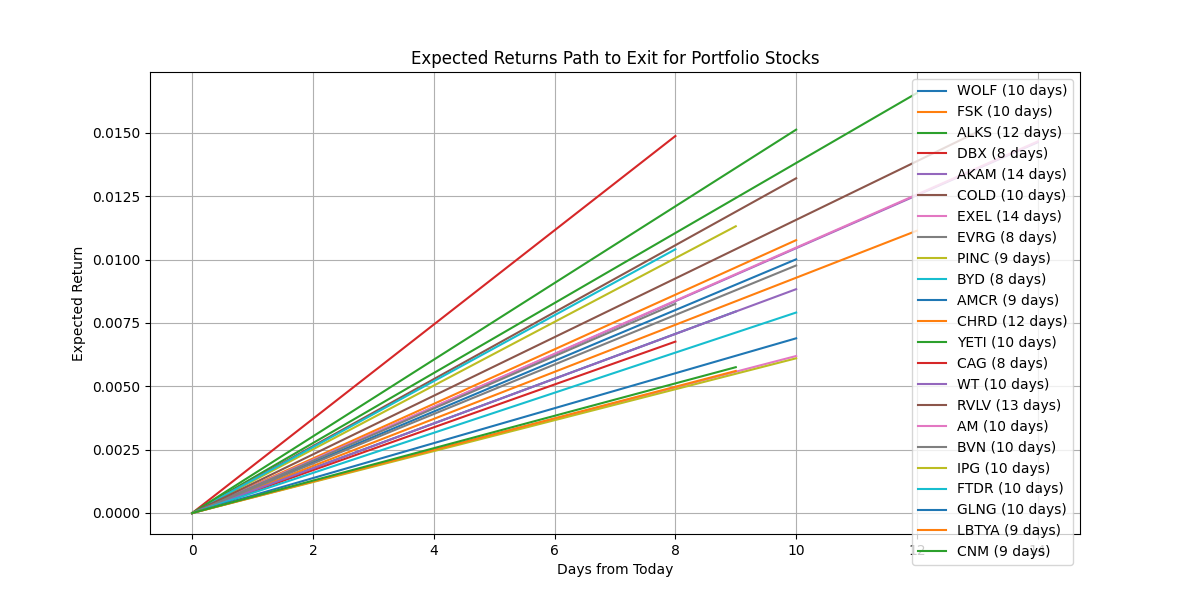 Expected Returns Path to Exit for Portfolio Stocks
Expected Return
0.0150
0.0125
0.0100
0.0075
0.0050
0.0025
0.0000
0 2 4 6 8 10 12
Days from Today
WOLF (10 days)
FSK (10 days)
ALKS (12 days)
DBX (8 days)
AKAM (14 days)
COLD (10 days)
EXEL (14 days)
EVRG (8 days)
PINC (9 days)
BYD (8 days)
AMCR (9 days)
CHRD (12 days)
YETI (10 days)
CAG (8 days)
WT (10 days)
RVLV (13 days)
AM (10 days)
BVN (10 days)
IPG (10 days)
FTDR (10 days)
GLNG (10 days)
LBTYA (9 days)
CNM (9 days)